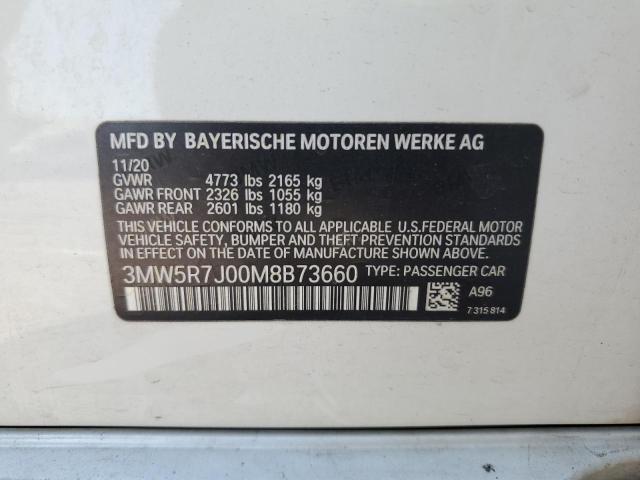 MFD BY BAYERISCHE MOTOREN WERKE AG
11/20
GVWR 4773 lbs 2165 kg
GAWR FRONT 2326 lbs 1055 kg
GAWR REAR 2601 lbs 1180 kg
THIS VEHICLE CONFORMS TO ALL APPLICABLE U.S.FEDERAL MOTOR
VEHICLE SAFETY, BUMPER AND THEFT PREVENTION STANDARDS
IN EFFECT ON THE DATE OF MANUFACTURE SHOWN ABOVE.
3MW5R7J00M8B73660 TYPE: PASSENGER CAR
A96
7 315 814